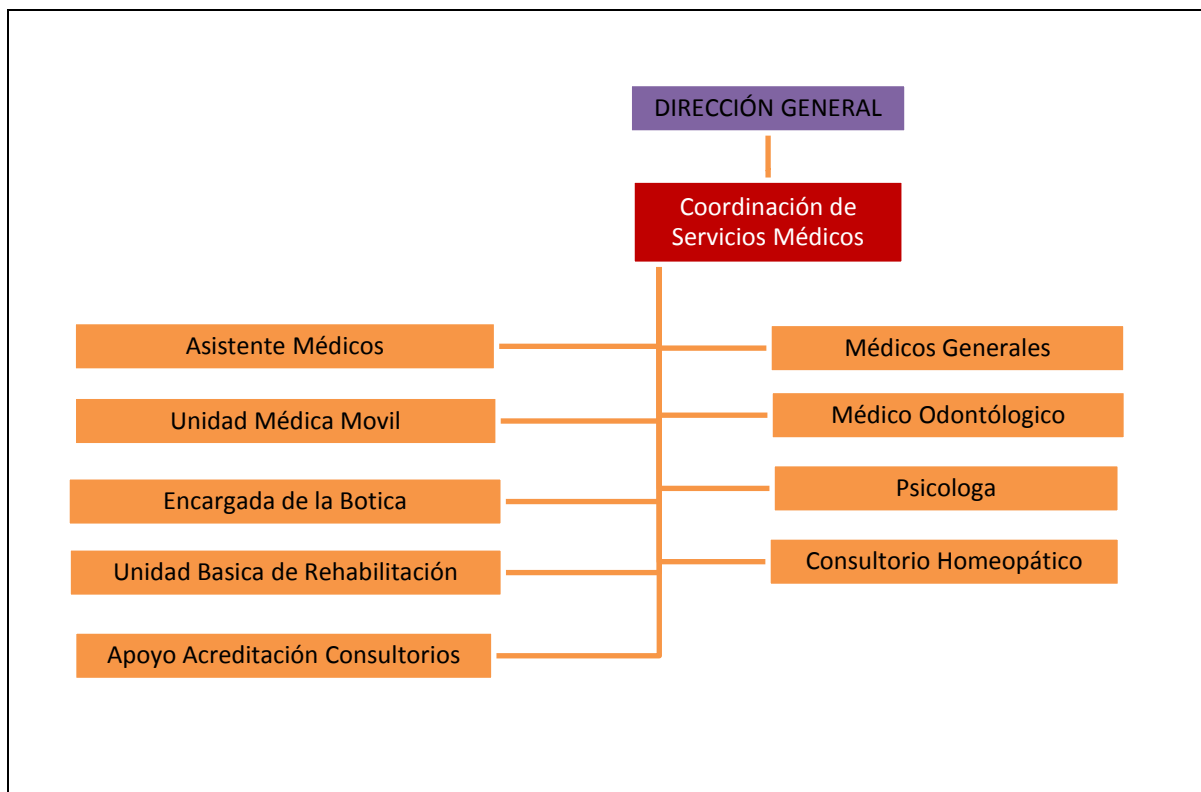 DIRECCIÓN GENERAL
Coordinación de
Servicios Médicos
Asistente Médicos
Médicos Generales
Unidad Médica Movil
Médico Odontólogico
Encargada de la Botica
Psicologa
Unidad Basica de Rehabilitación
Consultorio Homeopático
Apoyo Acreditación Consultorios